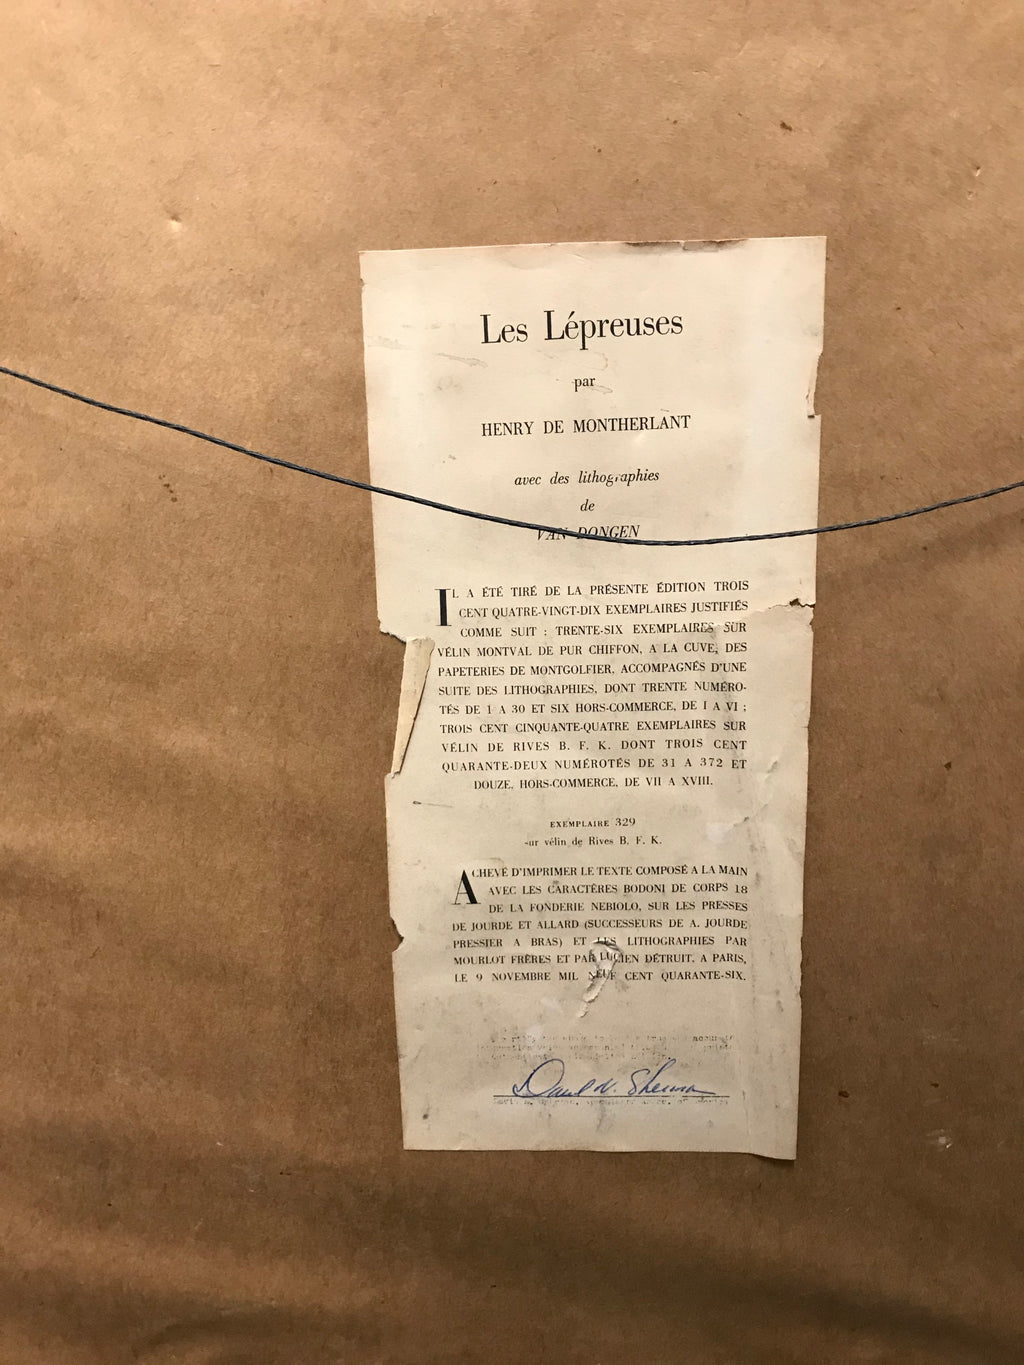 Les Lépreuses
par
HENRY DE MONTHERLANT
avec des lithographies
de
VAN DONGEN
IL A ÉTÉ TIRÉ DE LA PRÉSENTE ÉDITION TROIS
CENT QUATRE-VINGT-DIX EXEMPLAIRES JUSTIFIÉS
COMME SUIT : TRENTE-SIX EXEMPLAIRES SUR
VÉLIN MONTVAL DE PUR CHIFFON, A LA CUVE, DES
PAPETERIES DE MONTGOLFIER, ACCOMPAGNÉS D'UNE
SUITE DES LITHOGRAPHIES, DONT TRENTE NUMÉRO-
TÉS DE 1 A 30 ET SIX HORS-COMMERCE, DE I A VI ;
TROIS CENT CINQUANTE-QUATRE EXEMPLAIRES SUR
VÉLIN DE RIVES B. F. K. DONT TROIS CENT
QUARANTE-DEUX NUMÉROTÉS DE 31 A 372 ET
DOUZE, HORS-COMMERCE, DE VII A XVIII.
EXEMPLAIRE 329
sur vélin de Rives B. F. K.
ACHEVÉ D'IMPRIMER LE TEXTE COMPOSÉ A LA MAIN
AVEC LES CARACTÈRES BODONI DE CORPS 18
DE LA FONDERIE NEBIOLO, SUR LES PRESSES
DE JOURDE ET ALLARD (SUCCESSEURS DE A. JOURDE
PRESSIER A BRAS) ET LES LITHOGRAPHIES PAR
MOURLOT FRÈRES ET PAR LUCIEN DÉTRUIT. A PARIS,
LE 9 NOVEMBRE MIL NEUF CENT QUARANTE-SIX.